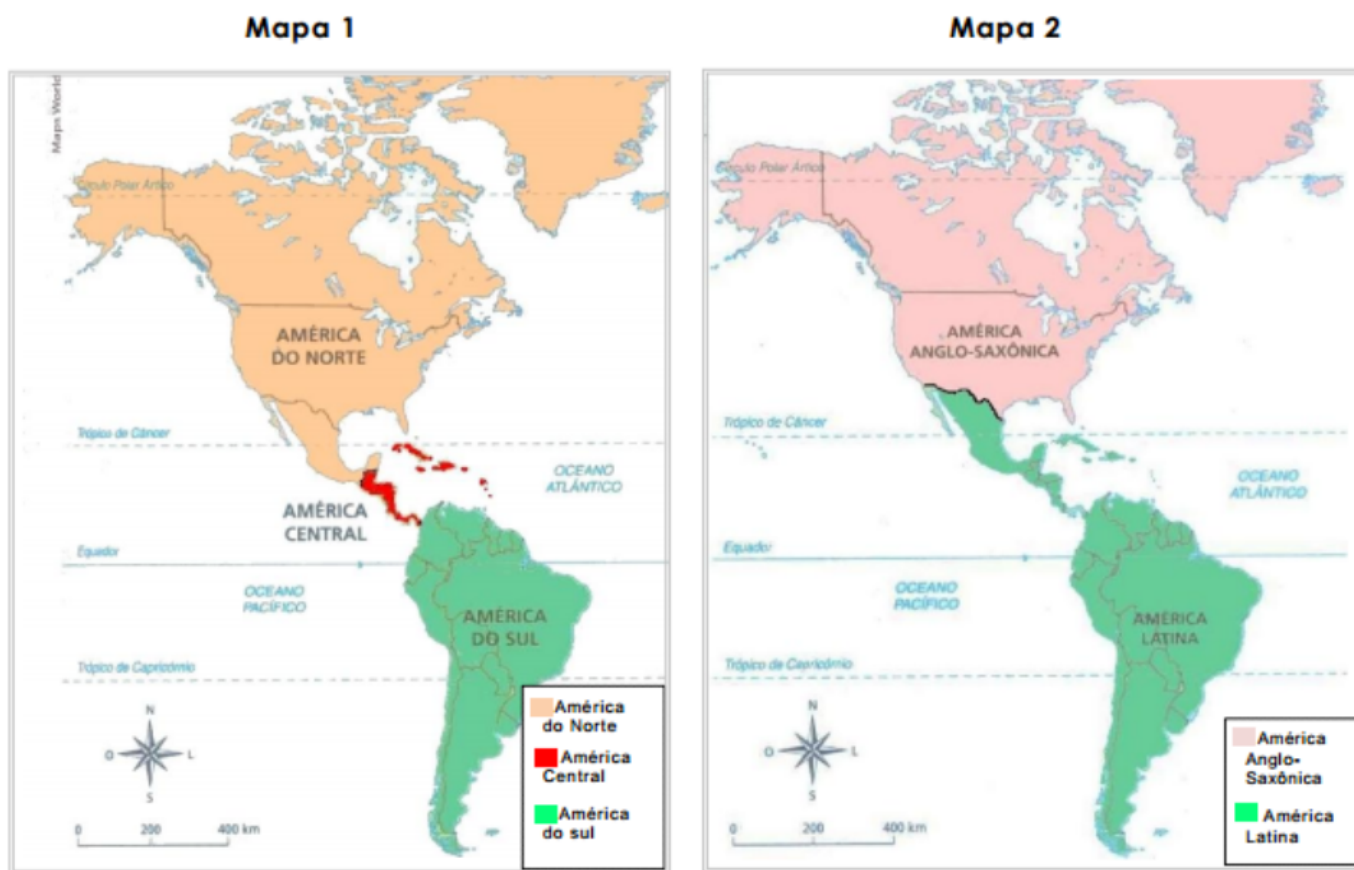 Mapa 1
Maps World
Círculo Polar Ártico
AMÉRICA
DO NORTE
Trópico de Câncer
OCEANO
ATLÂNTICO
AMÉRICA
CENTRAL
Equador
OCEANO
PACÍFICO
AMÉRICA
DO SUL
Trópico de Capricórnio
N
O
L
S
0 200 400 km
América
do Norte
América
Central
América
do sul
Mapa 2
Círculo Polar Ártico
AMÉRICA
ANGLO-SAXÔNICA
Trópico de Câncer
OCEANO
ATLÂNTICO
Equador
OCEANO
PACÍFICO
AMÉRICA
LATINA
Trópico de Capricórnio
N
O
L
S
0 200 400 km
América
Anglo-
Saxônica
América
Latina